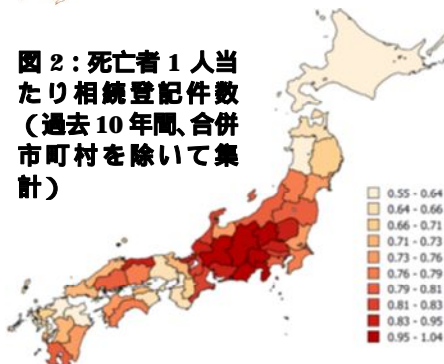 図 2：死亡者 1 人当
たり相続登記件数
（過去 10 年間、合併
市町村を除いて集
計）
0.55 - 0.64
0.64 - 0.66
0.66 - 0.71
0.71 - 0.73
0.73 - 0.76
0.76 - 0.79
0.79 - 0.81
0.81 - 0.83
0.83 - 0.95
0.95 - 1.04